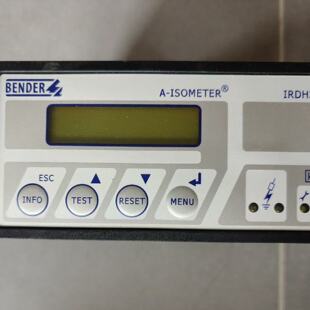 BENDER
A-ISOMETER®
IRDH
ESC
INFO
TEST
RESET
MENU